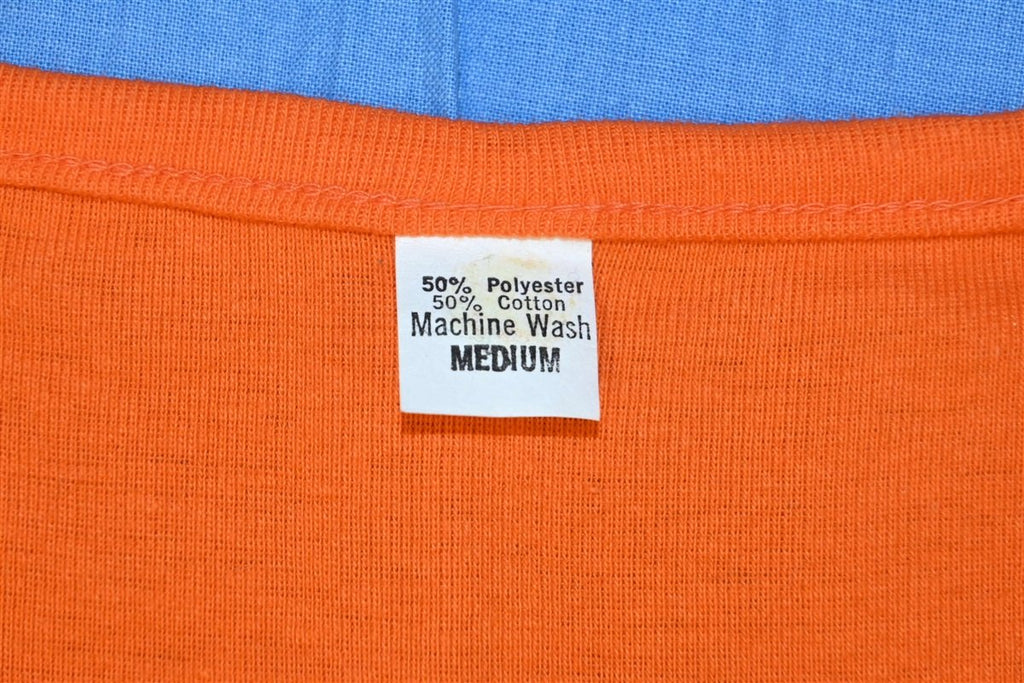 50% Polyester
50% Cotton
Machine Wash
MEDIUM